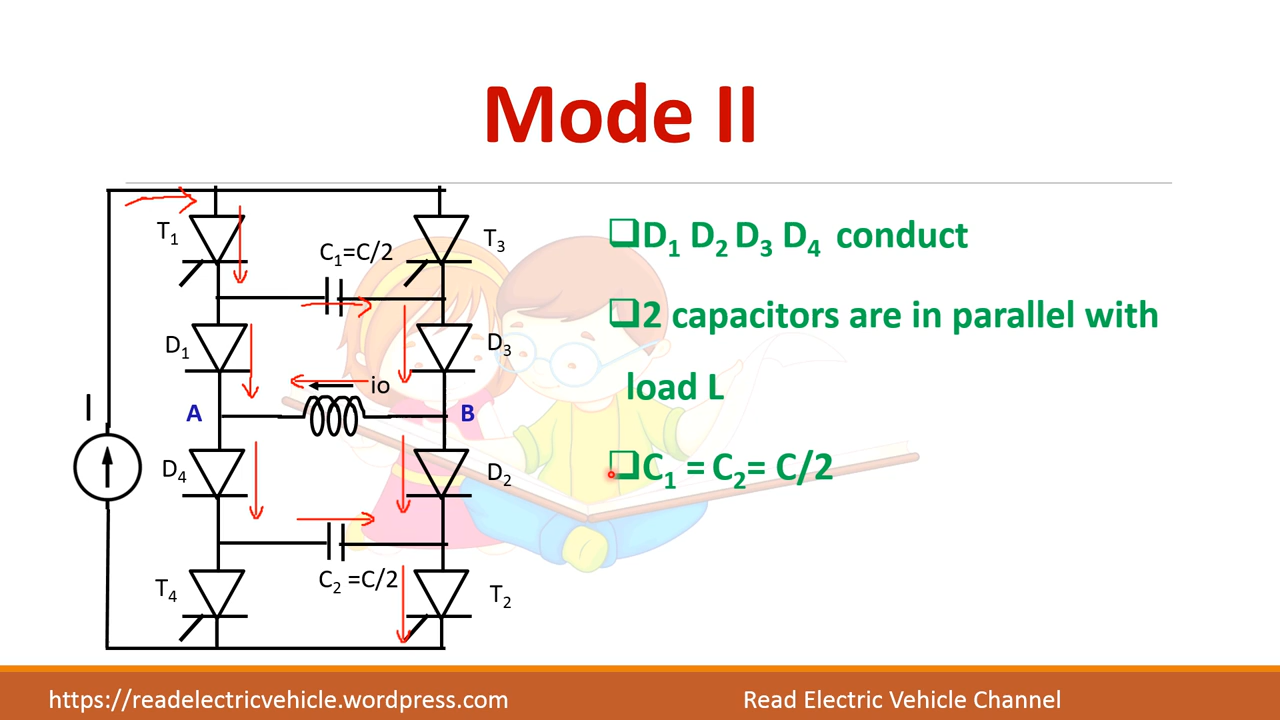 Mode II
T1
T3
C1=C/2
D1
D3
io
I
A
B
D4
D2
C2 =C/2
T4
T2
❑D1 D2 D3 D4 conduct
❑2 capacitors are in parallel with
load L
❑C1 = C2= C/2
https://readelectricvehicle.wordpress.com
Read Electric Vehicle Channel